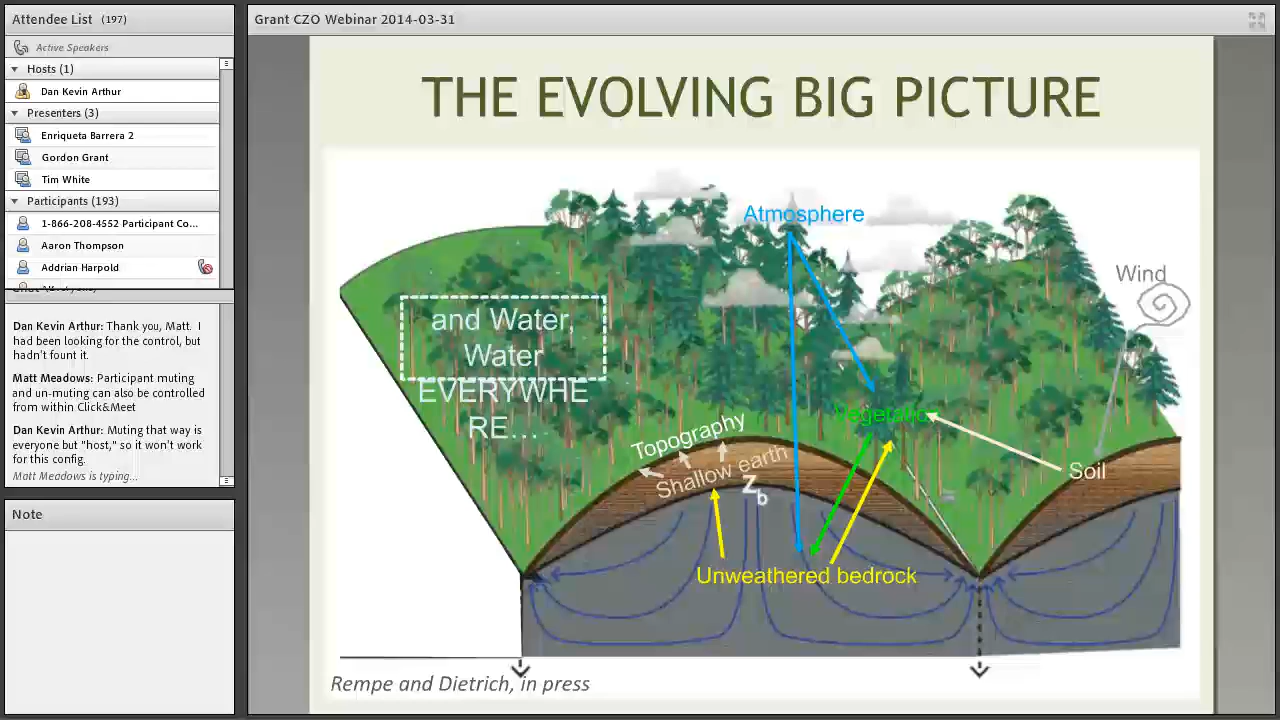 Attendee List (197)
Active Speakers
Hosts (1)
Dan Kevin Arthur
Presenters (3)
Enriqueta Barrera 2
Gordon Grant
Tim White
Participants (193)
1-866-208-4552 Participant Co...
Aaron Thompson
Addrian Harpold
Dan Kevin Arthur: Thank you, Matt. I
had been looking for the control, but
hadn't fount it.
Matt Meadows: Participant muting
and un-muting can also be controlled
from within Click&Meet
Dan Kevin Arthur: Muting that way is
everyone but "host," so it won't work
for this config.
Matt Meadows is typing...
Note
Grant CZO Webinar 2014-03-31
THE EVOLVING BIG PICTURE
Atmosphere
Wind
and Water,
Water
EVERYWHE
RE...
Vegetation
Topography
Shallow earth
Zb
Soil
Unweathered bedrock
Rempe and Dietrich, in press